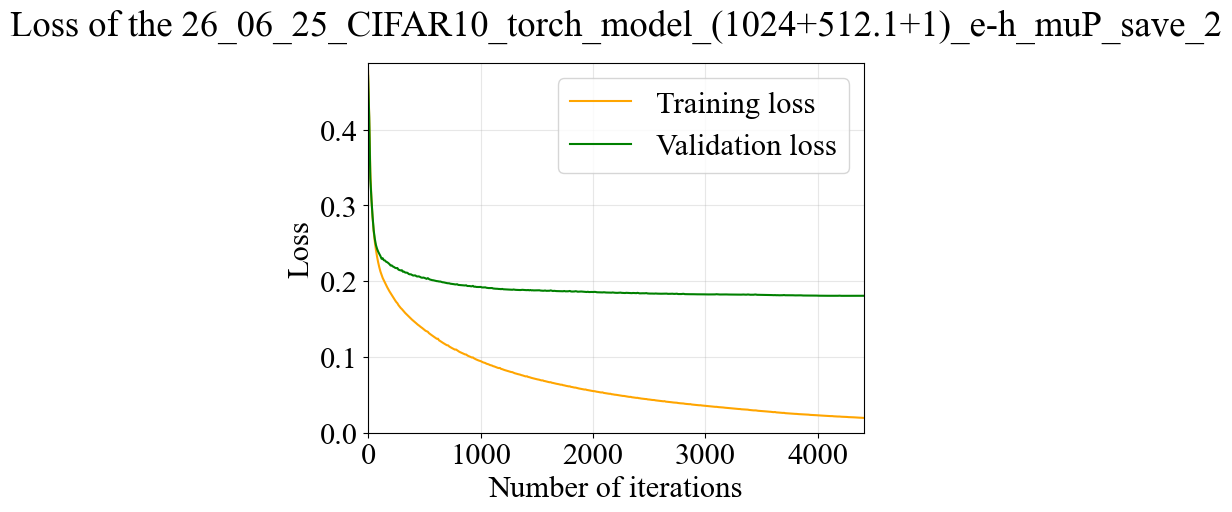 Loss of the 26_06_25_CIFAR10_torch_model_(1024+512.1+1)_e-h_muP_save_2
Training loss
Validation loss
Loss
0.4
0.3
0.2
0.1
0.0
0 1000 2000 3000 4000
Number of iterations